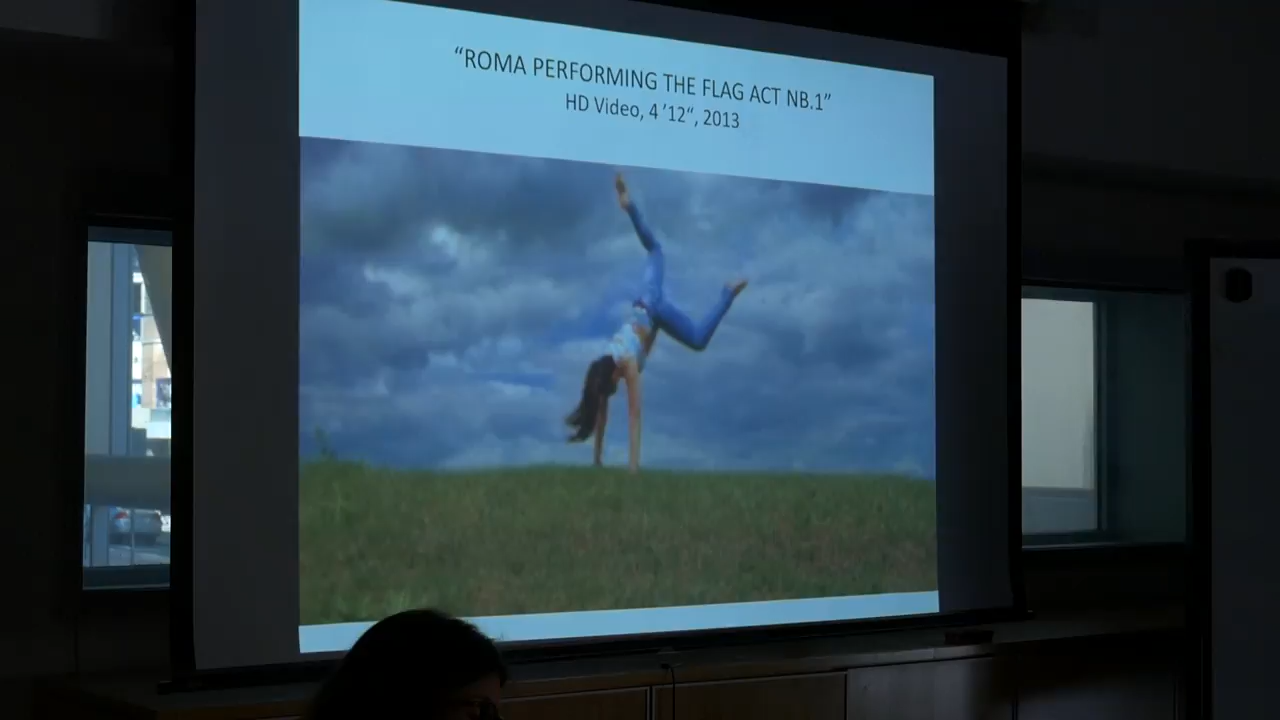 “ROMA PERFORMING THE FLAG ACT NB.1”
HD Video, 4 ’12“, 2013